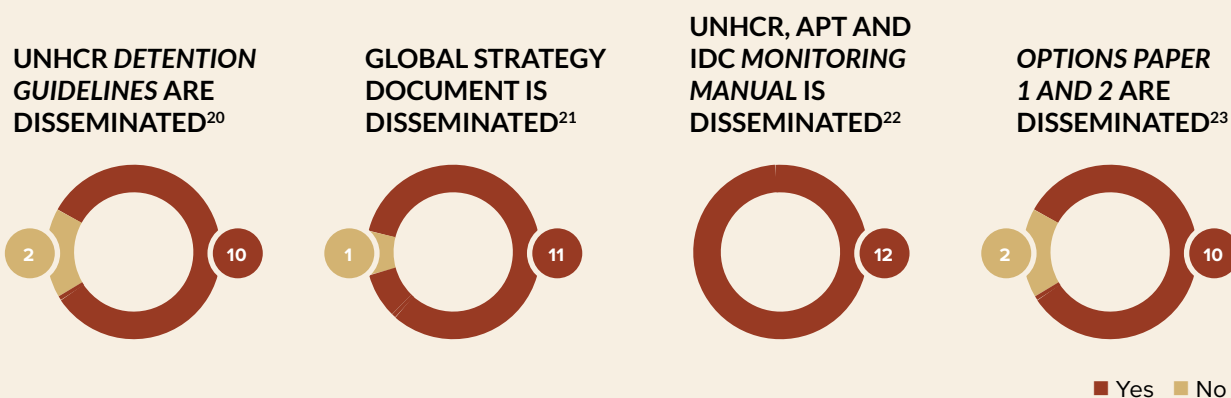 UNHCR DETENTION
GUIDELINES ARE
DISSEMINATED20
2
10
GLOBAL STRATEGY
DOCUMENT IS
DISSEMINATED21
1
11
UNHCR, APT AND
IDC MONITORING
MANUAL IS
DISSEMINATED22
12
OPTIONS PAPER
1 AND 2 ARE
DISSEMINATED23
2
10
Yes No